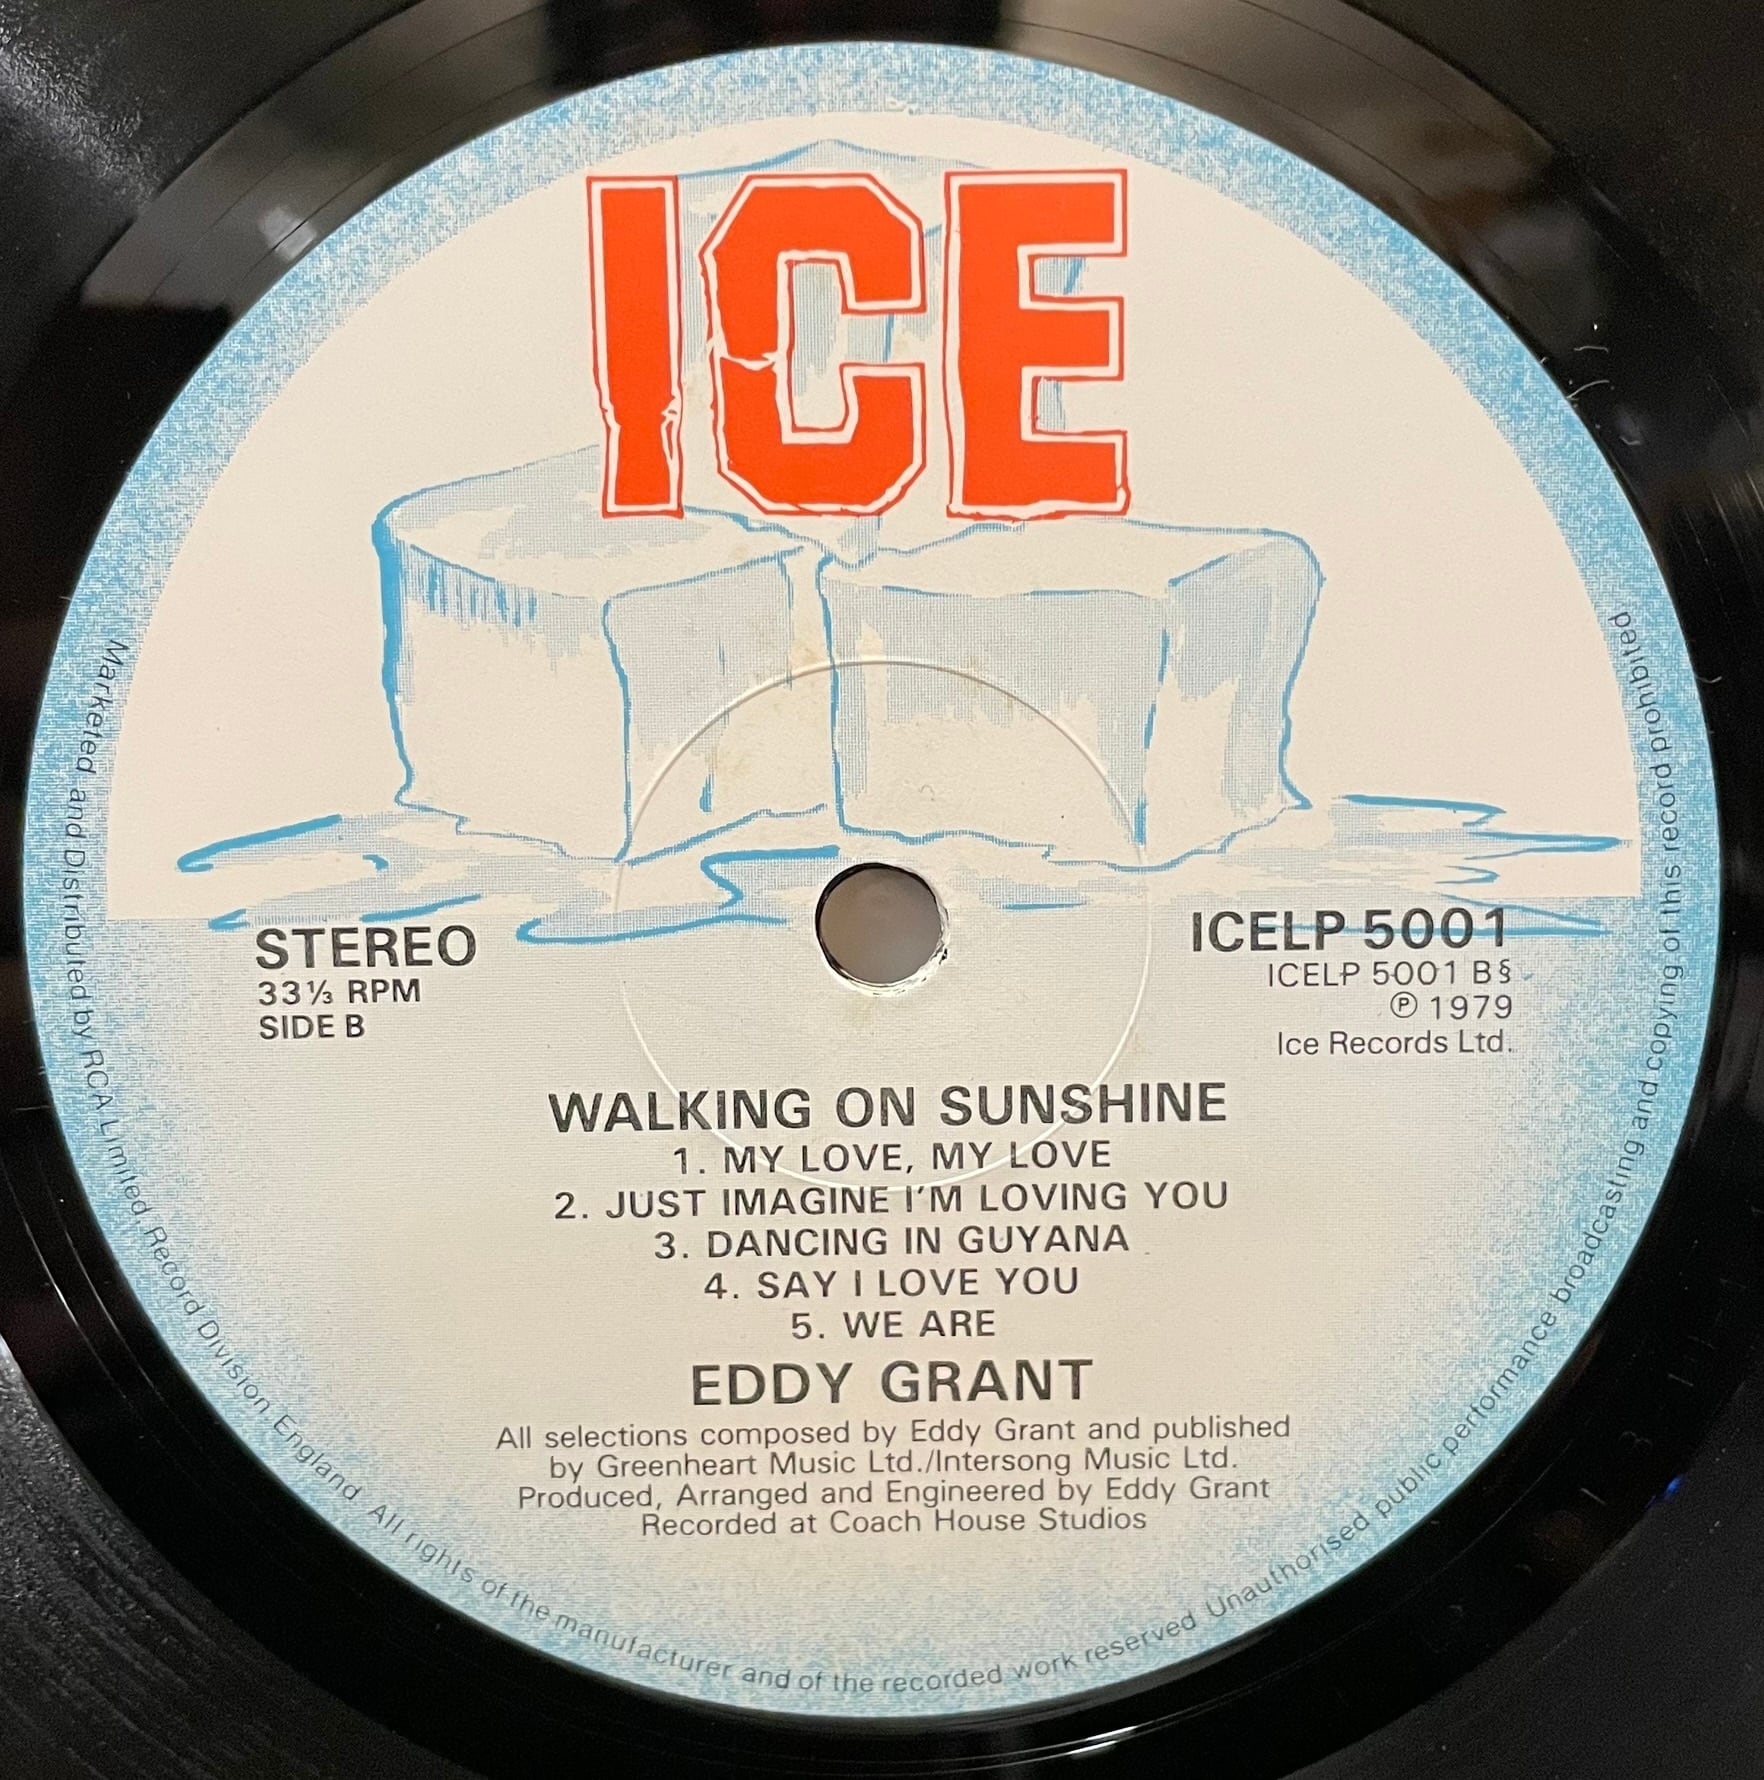 ICE
STEREO
33⅓ RPM
SIDE B
ICELP 5001
ICELP 5001 B§
℗ 1979
Ice Records Ltd.
WALKING ON SUNSHINE
1. MY LOVE, MY LOVE
2. JUST IMAGINE I'M LOVING YOU
3. DANCING IN GUYANA
4. SAY I LOVE YOU
5. WE ARE
EDDY GRANT
All selections composed by Eddy Grant and published
by Greenheart Music Ltd./Intersong Music Ltd.
Produced, Arranged and Engineered by Eddy Grant
Recorded at Coach House Studios
Marketed and Distributed by RCA Limited, Record Division England. All rights of the manufacturer and of the recorded work reserved Unauthorised public performance broadcasting and copying of this record prohibited